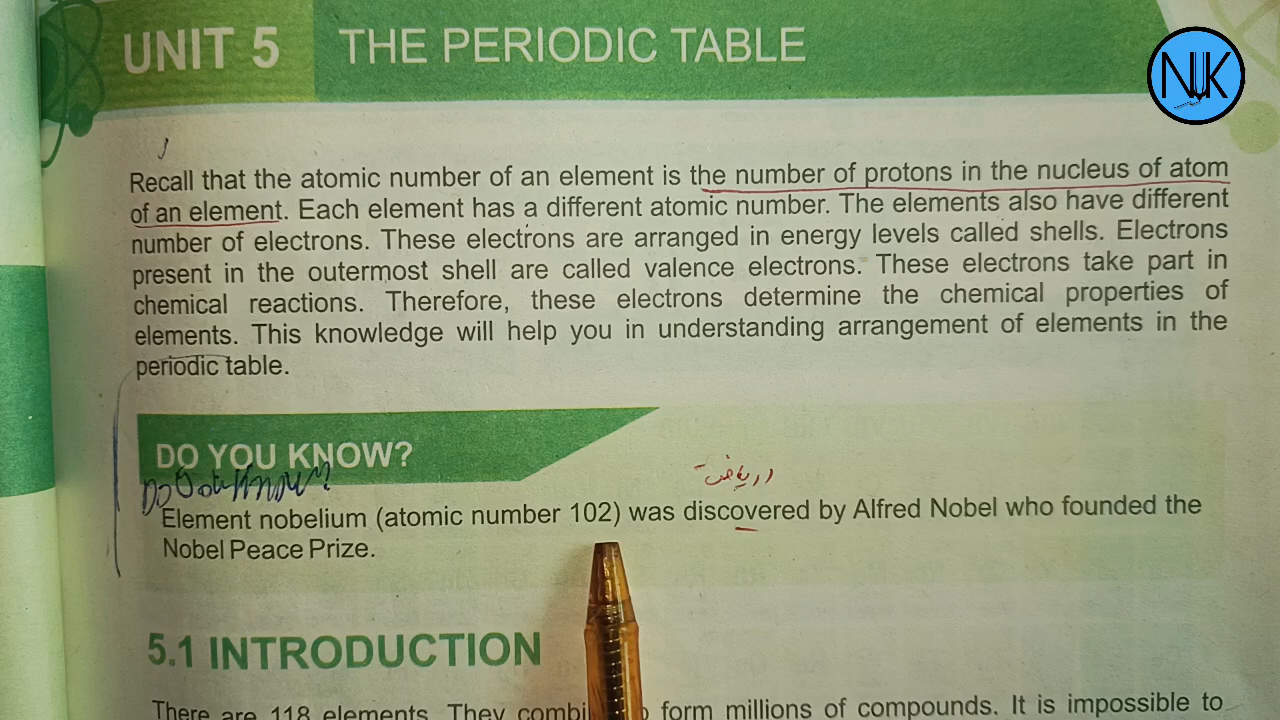 UNIT 5 THE PERIODIC TABLE
NUK
Recall that the atomic number of an element is the number of protons in the nucleus of atom
of an element. Each element has a different atomic number. The elements also have different
number of electrons. These electrons are arranged in energy levels called shells. Electrons
present in the outermost shell are called valence electrons. These electrons take part in
chemical reactions. Therefore, these electrons determine the chemical properties of
elements. This knowledge will help you in understanding arrangement of elements in the
periodic table.
DO YOU KNOW?
Know?
دریافت
Element nobelium (atomic number 102) was discovered by Alfred Nobel who founded the
Nobel Peace Prize.
5.1 INTRODUCTION
There are 118 elements. They form millions of compounds. It is impossible to